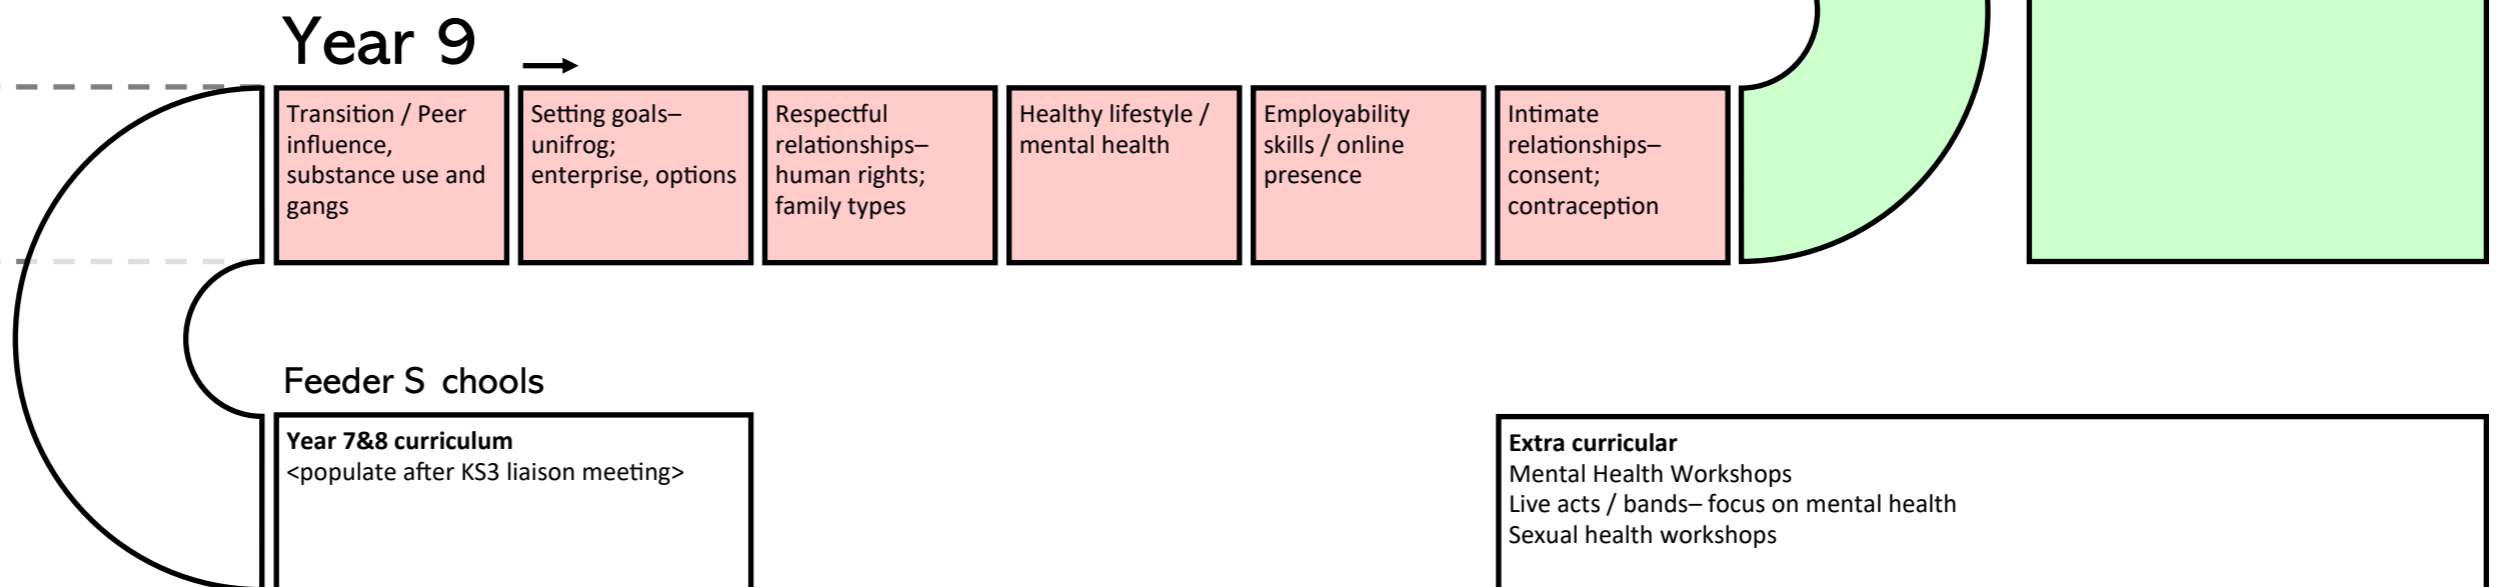 Year 9
Transition / Peer
influence,
substance use and
gangs
Setting goals–
unifrog;
enterprise, options
Respectful
relationships–
human rights;
family types
Healthy lifestyle /
mental health
Employability
skills / online
presence
Intimate
relationships–
consent;
contraception
Feeder S chools
Year 7&8 curriculum
<populate after KS3 liaison meeting>
Extra curricular
Mental Health Workshops
Live acts / bands– focus on mental health
Sexual health workshops